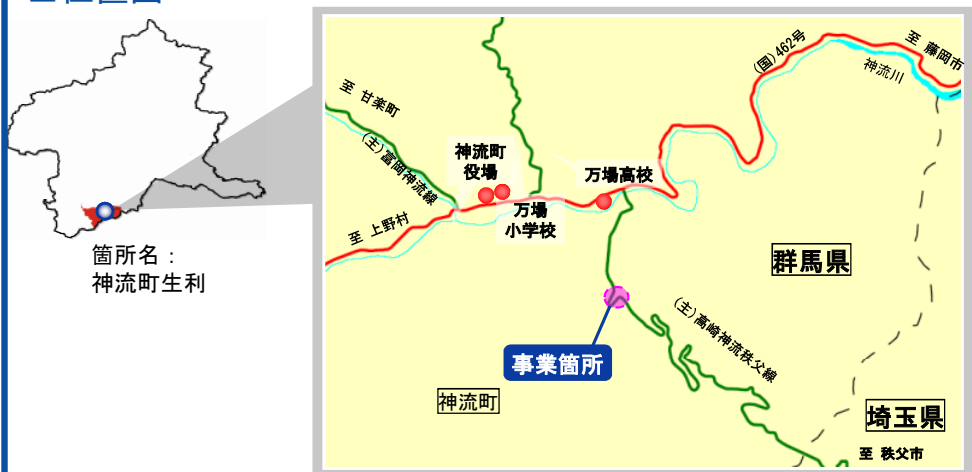 箇所名：
神流町生利
至 甘楽町
(主)富岡神流線
神流町
役場
万場
小学校
万場高校
至 上野村
(国)462号
至 藤岡市
神流川
群馬県
(主)高崎神流秩父線
事業箇所
神流町
埼玉県
至 秩父市